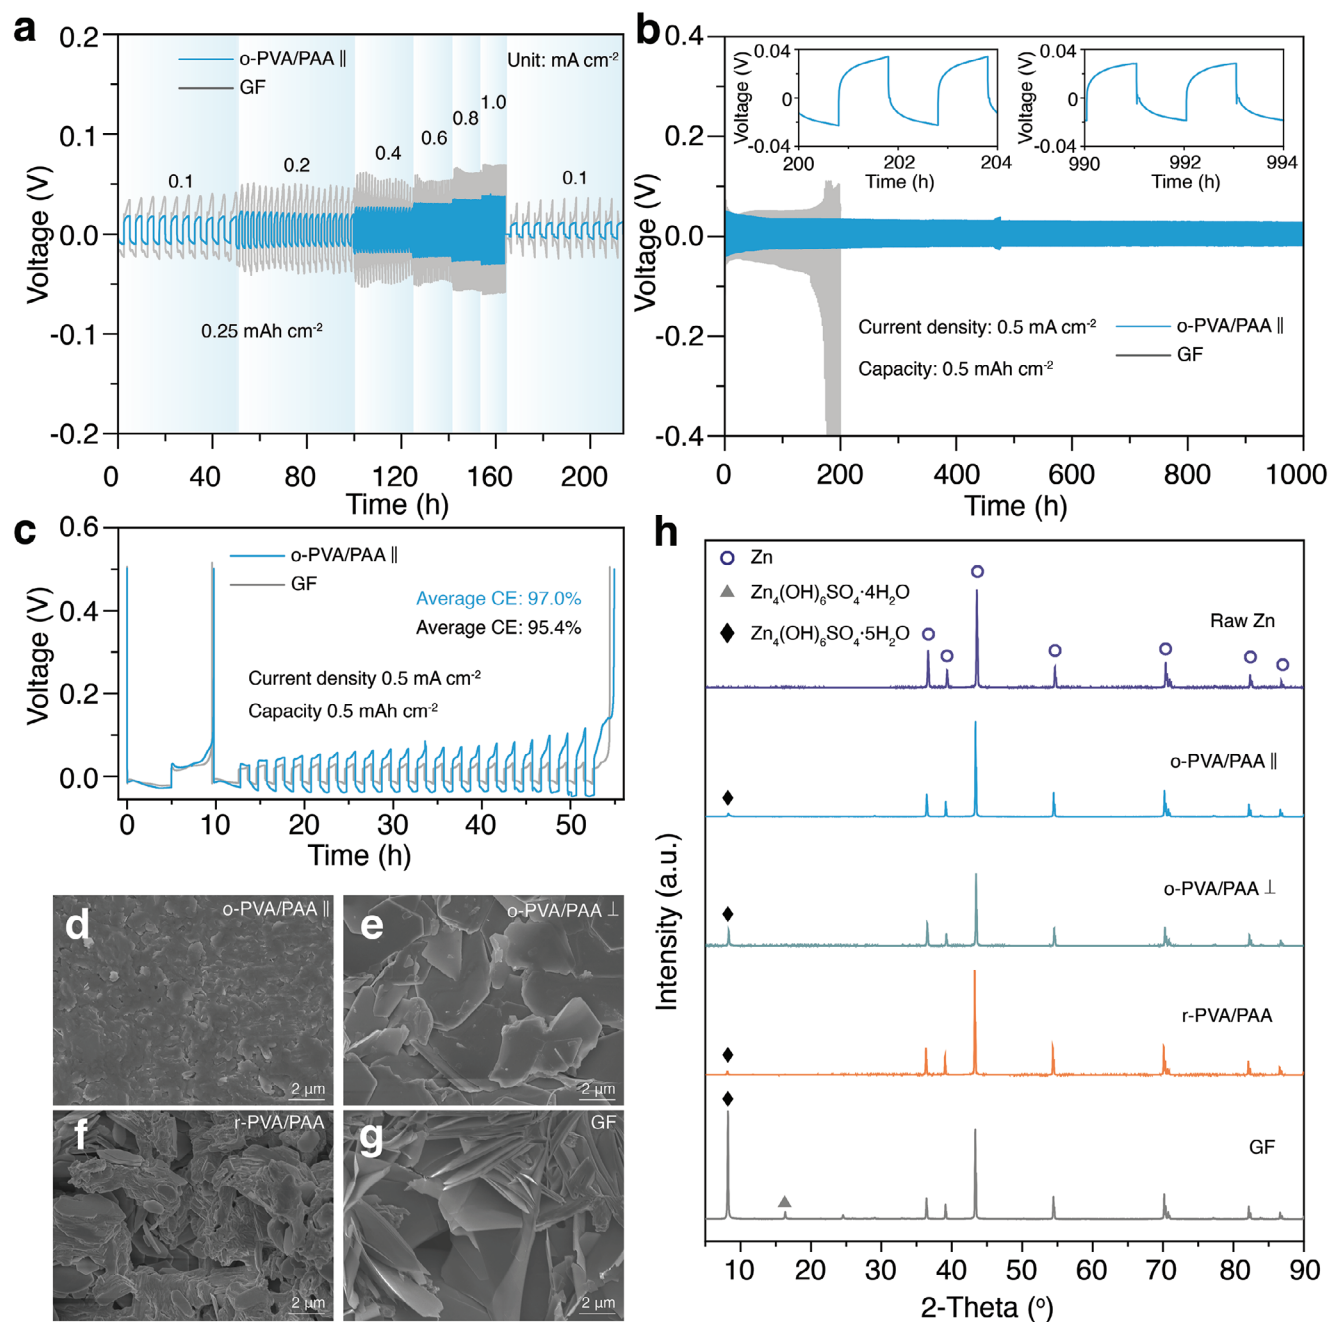 a
0.2
0.1
0.0
-0.1
-0.2
Voltage (V)
o-PVA/PAA ∥
GF
Unit: mA cm⁻²
0.1
0.2
0.4
0.6
0.8
1.0
0.1
0.25 mAh cm⁻²
0 40 80 120 160 200
Time (h)
b
0.4
0.2
0.0
-0.2
-0.4
Voltage (V)
0.04
0
-0.04
Voltage (V)
200 202 204
Time (h)
0.04
0
-0.04
Voltage (V)
990 992 994
Time (h)
Current density: 0.5 mA cm⁻²
Capacity: 0.5 mAh cm⁻²
o-PVA/PAA ∥
GF
0 200 400 600 800 1000
Time (h)
c
0.6
0.4
0.2
0.0
Voltage (V)
o-PVA/PAA ∥
GF
Average CE: 97.0%
Average CE: 95.4%
Current density 0.5 mA cm⁻²
Capacity 0.5 mAh cm⁻²
0 10 20 30 40 50
Time (h)
d
o-PVA/PAA ∥
2 µm
e
o-PVA/PAA ⊥
2 µm
f
r-PVA/PAA
2 µm
g
GF
2 µm
h
Zn
Zn₄(OH)₆SO₄·4H₂O
Zn₄(OH)₆SO₄·5H₂O
Raw Zn
o-PVA/PAA ∥
o-PVA/PAA ⊥
r-PVA/PAA
GF
Intensity (a.u.)
10 20 30 40 50 60 70 80 90
2-Theta (°)